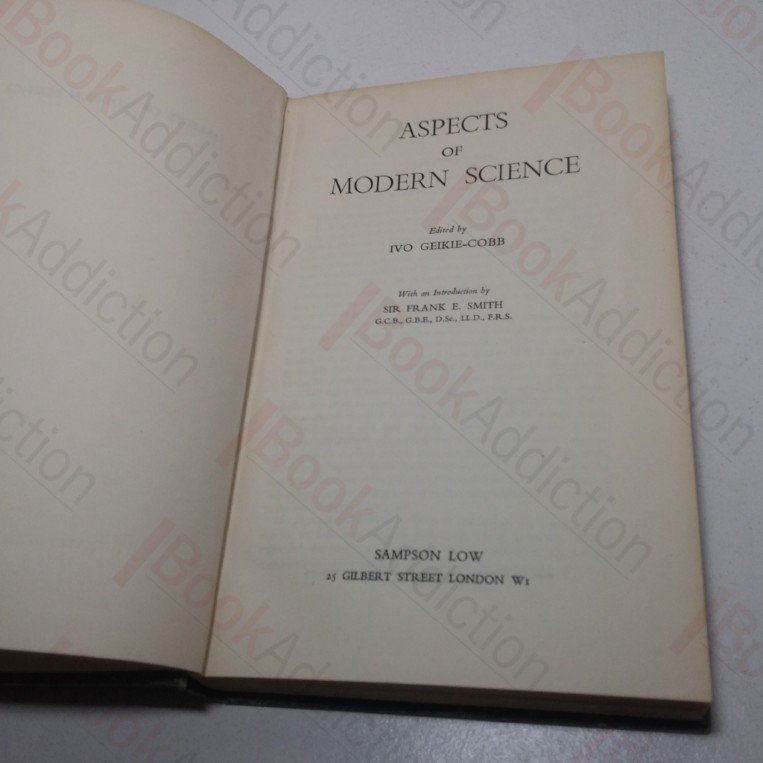 ASPECTS
OF
MODERN SCIENCE
Edited by
IVO GEIKIE-COBB
With an Introduction by
SIR FRANK E. SMITH
G.C.B., G.B.E., D.Sc., LL.D., F.R.S.
SAMPSON LOW
25 GILBERT STREET LONDON W1
BookAddiction